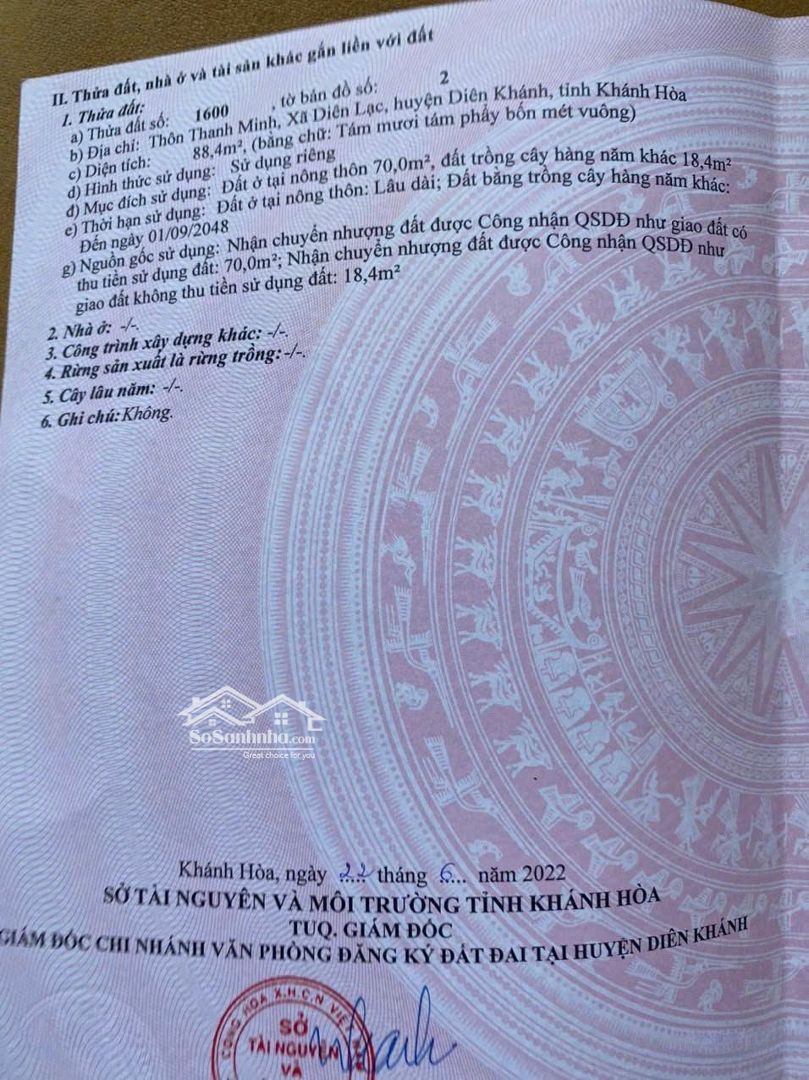 II. Thửa đất, nhà ở và tài sản khác gắn liền với đất
1. Thửa đất:
a) Thửa đất số: 1600 , tờ bản đồ số: 2
b) Địa chỉ: Thôn Thanh Minh, Xã Diên Lạc, huyện Diên Khánh, tỉnh Khánh Hòa
c) Diện tích: 88,4m², (bằng chữ: Tám mươi tám phẩy bốn mét vuông)
d) Hình thức sử dụng: Sử dụng riêng
đ) Mục đích sử dụng: Đất ở tại nông thôn 70,0m², đất trồng cây hàng năm khác 18,4m²
e) Thời hạn sử dụng: Đất ở tại nông thôn: Lâu dài; Đất bằng trồng cây hàng năm khác:
Đến ngày 01/09/2048
g) Nguồn gốc sử dụng: Nhận chuyển nhượng đất được Công nhận QSDĐ như giao đất có
thu tiền sử dụng đất: 70,0m²; Nhận chuyển nhượng đất được Công nhận QSDĐ như
giao đất không thu tiền sử dụng đất: 18,4m²
2. Nhà ở: -/-.
3. Công trình xây dựng khác: -/-.
4. Rừng sản xuất là rừng trồng: -/-.
5. Cây lâu năm: -/-.
6. Ghi chú: Không.
SoSanhnha.com
Great choice for you
Khánh Hòa, ngày 22 tháng 6 năm 2022
SỞ TÀI NGUYÊN VÀ MÔI TRƯỜNG TỈNH KHÁNH HÒA
TUQ. GIÁM ĐỐC
GIÁM ĐỐC CHI NHÁNH VĂN PHÒNG ĐĂNG KÝ ĐẤT ĐAI TẠI HUYỆN DIÊN KHÁNH
CỘNG HÒA X.H.C.N VIỆT
SỞ
TÀI NGUYÊN
VÀ